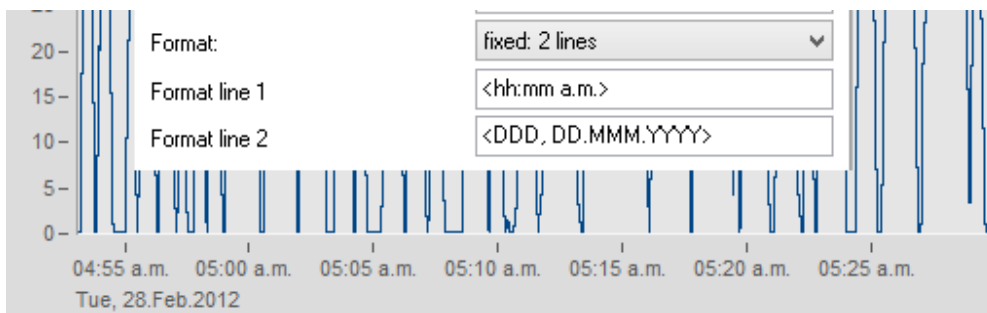 Format:
fixed: 2 lines
Format line 1
<hh:mm a.m.>
Format line 2
<DDD, DD.MMM.YYYY>
20
15
10
5
0
04:55 a.m. 05:00 a.m. 05:05 a.m. 05:10 a.m. 05:15 a.m. 05:20 a.m. 05:25 a.m.
Tue, 28.Feb.2012